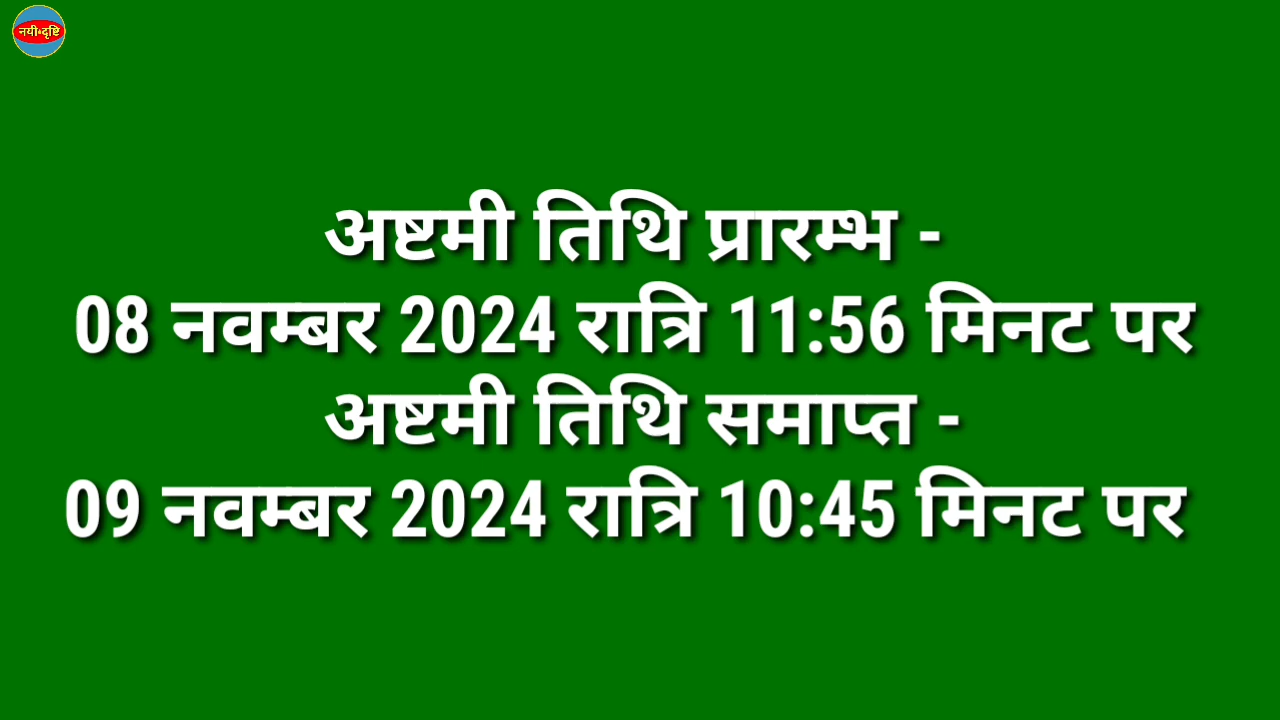 नयी दृष्टि
अष्टमी तिथि प्रारम्भ -
08 नवम्बर 2024 रात्रि 11:56 मिनट पर
अष्टमी तिथि समाप्त -
09 नवम्बर 2024 रात्रि 10:45 मिनट पर